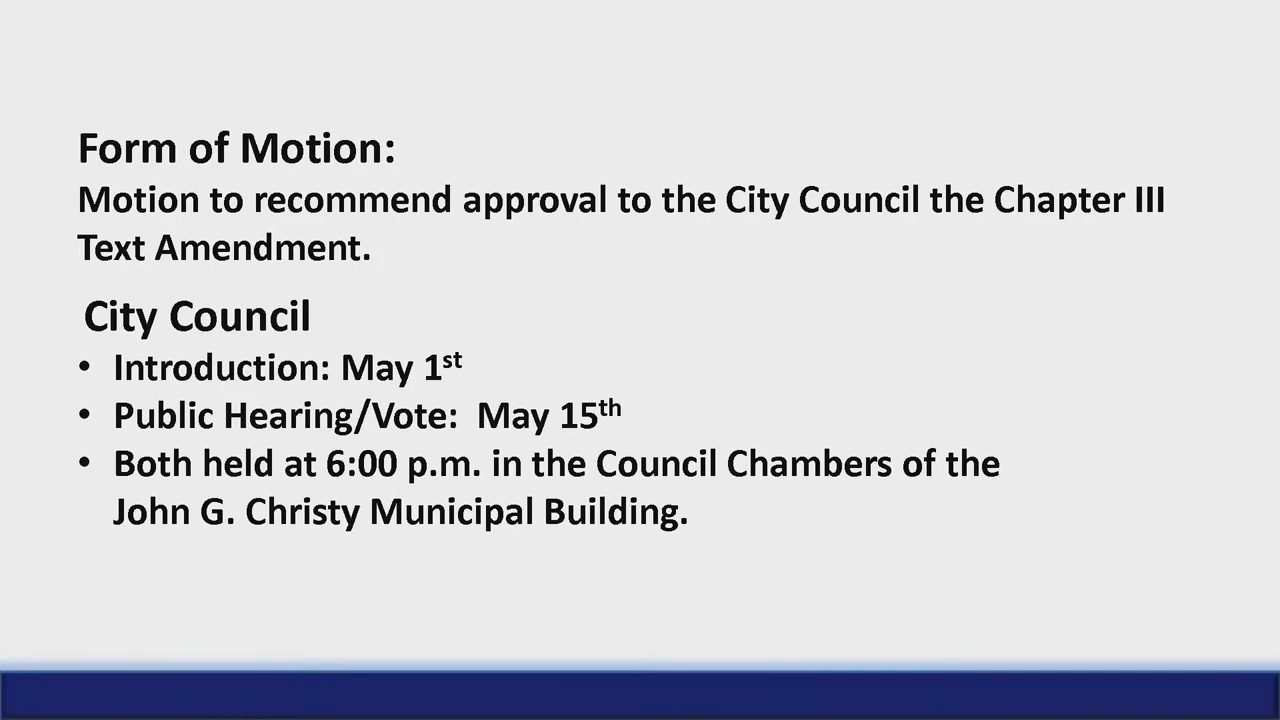 Form of Motion:
Motion to recommend approval to the City Council the Chapter III
Text Amendment.
City Council
• Introduction: May 1st
• Public Hearing/Vote:  May 15th
• Both held at 6:00 p.m. in the Council Chambers of the
John G. Christy Municipal Building.